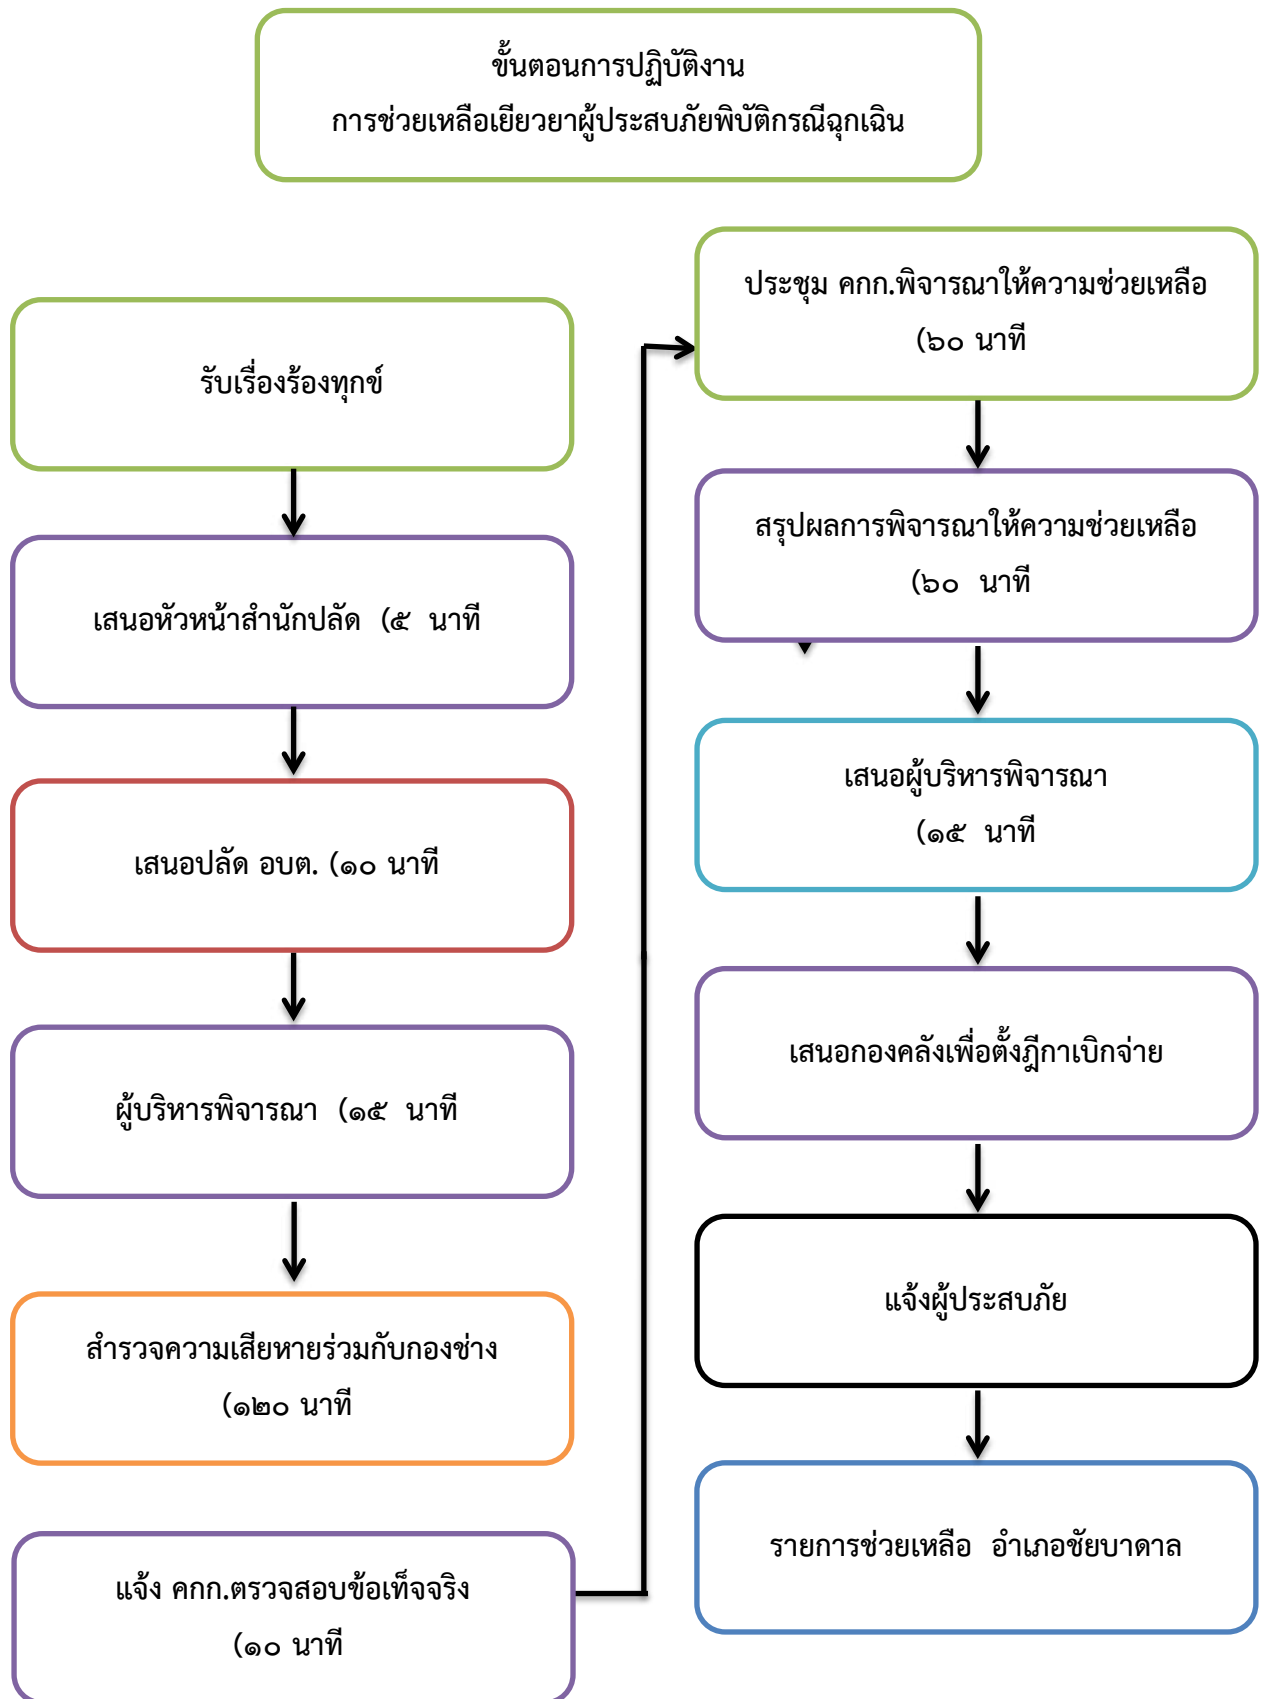 ขั้นตอนการปฏิบัติงาน
การช่วยเหลือเยียวยาผู้ประสบภัยพิบัติกรณีฉุกเฉิน
รับเรื่องร้องทุกข์
เสนอหัวหน้าสำนักปลัด (๕ นาที
เสนอปลัด อบต. (๑๐ นาที
ผู้บริหารพิจารณา (๑๕ นาที
สำรวจความเสียหายร่วมกับกองช่าง
(๑๒๐ นาที
แจ้ง คกก.ตรวจสอบข้อเท็จจริง
(๑๐ นาที
ประชุม คกก.พิจารณาให้ความช่วยเหลือ
(๖๐ นาที
สรุปผลการพิจารณาให้ความช่วยเหลือ
(๖๐ นาที
เสนอผู้บริหารพิจารณา
(๑๕ นาที
เสนอกองคลังเพื่อตั้งฎีกาเบิกจ่าย
แจ้งผู้ประสบภัย
รายการช่วยเหลือ อำเภอชัยบาดาล